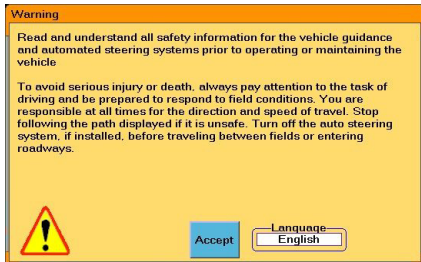 Warning
Read and understand all safety information for the vehicle guidance
and automated steering systems prior to operating or maintaining the
vehicle
To avoid serious injury or death, always pay attention to the task of
driving and be prepared to respond to field conditions. You are
responsible at all times for the direction and speed of travel. Stop
following the path displayed if it is unsafe. Turn off the auto steering
system, if installed, before traveling between fields or entering
roadways.
Accept
Language
English